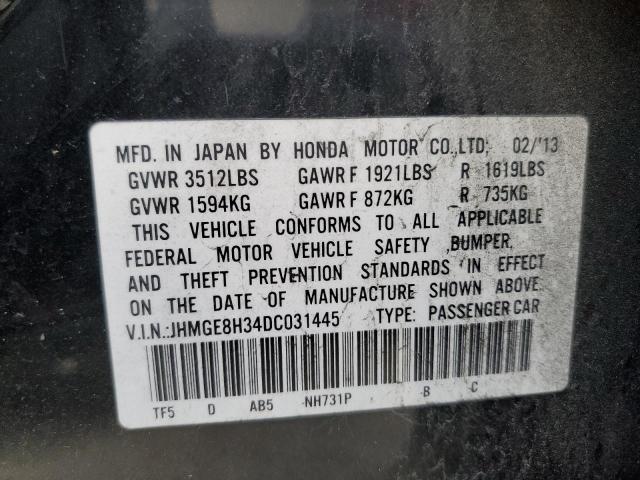 MFD. IN JAPAN BY HONDA MOTOR CO.,LTD; 02/'13
GVWR 3512LBS GAWR F 1921LBS R 1619LBS
GVWR 1594KG GAWR F 872KG R 735KG
THIS VEHICLE CONFORMS TO ALL APPLICABLE
FEDERAL MOTOR VEHICLE SAFETY, BUMPER,
AND THEFT PREVENTION STANDARDS IN EFFECT
ON THE DATE OF MANUFACTURE SHOWN ABOVE.
V.I.N.:JHMGE8H34DC031445 TYPE: PASSENGER CAR
TF5 D AB5 NH731P B C